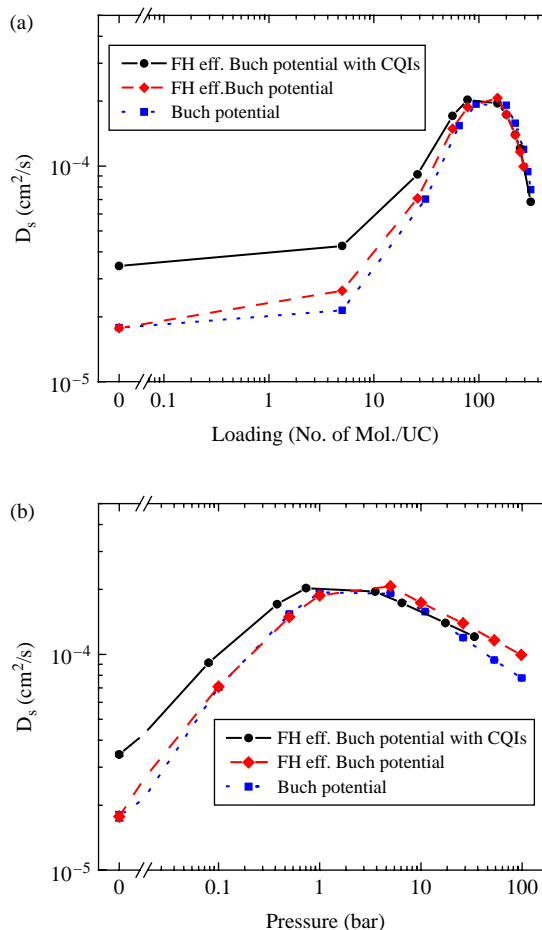 (a)
FH eff. Buch potential with CQIs
FH eff.Buch potential
Buch potential
D_s (cm²/s)
10⁻⁴
10⁻⁵
0 0.1 1 10 100
Loading (No. of Mol./UC)
(b)
D_s (cm²/s)
10⁻⁴
10⁻⁵
FH eff. Buch potential with CQIs
FH eff. Buch potential
Buch potential
0 0.1 1 10 100
Pressure (bar)